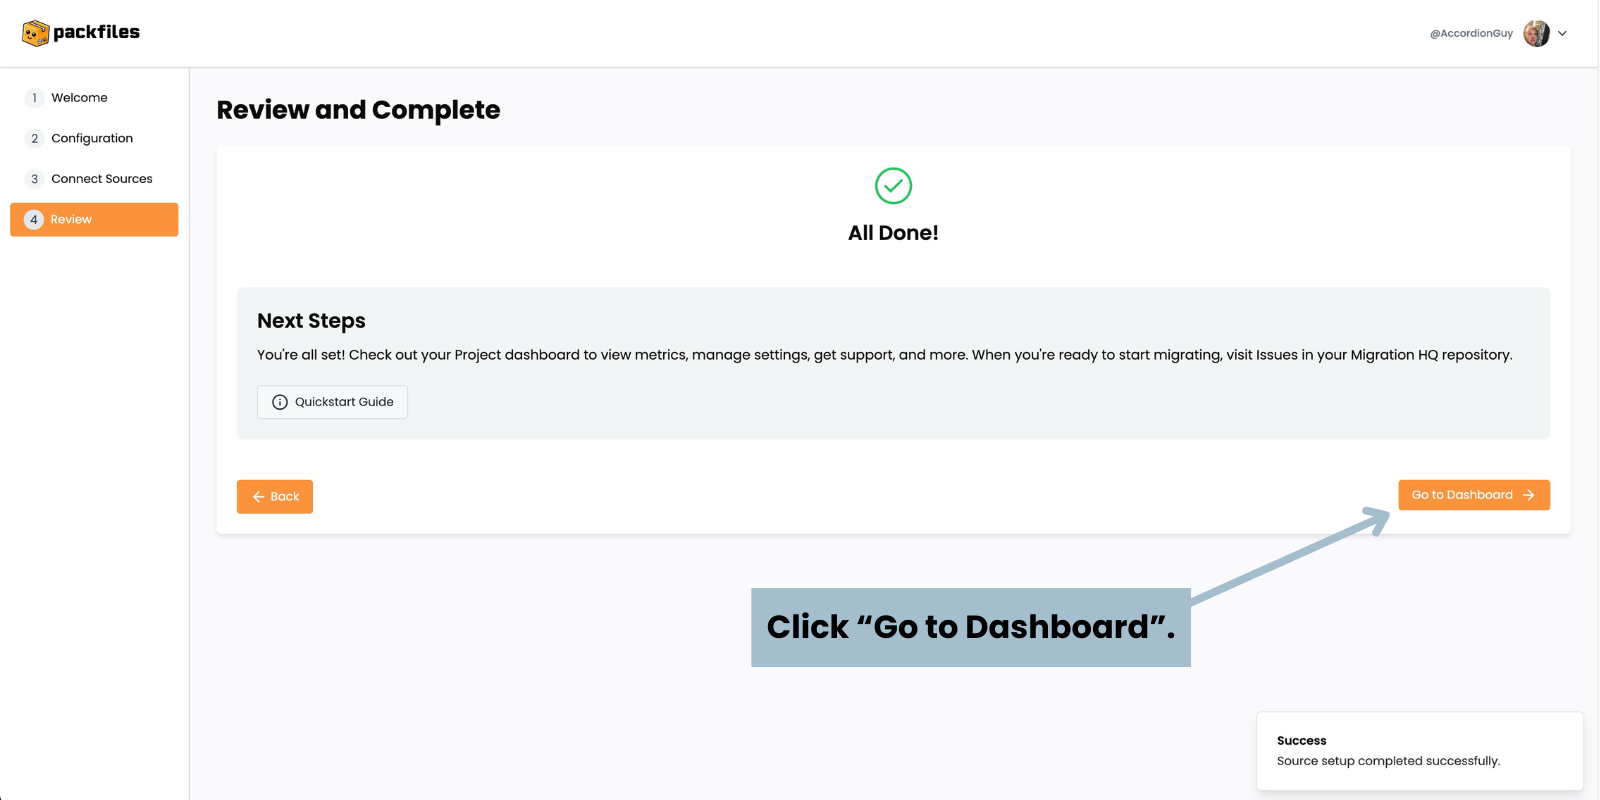 packfiles
@AccordionGuy
1 Welcome
2 Configuration
3 Connect Sources
4 Review
Review and Complete
All Done!
Next Steps
You're all set! Check out your Project dashboard to view metrics, manage settings, get support, and more. When you're ready to start migrating, visit Issues in your Migration HQ repository.
Quickstart Guide
Back
Go to Dashboard
Click “Go to Dashboard”.
Success
Source setup completed successfully.